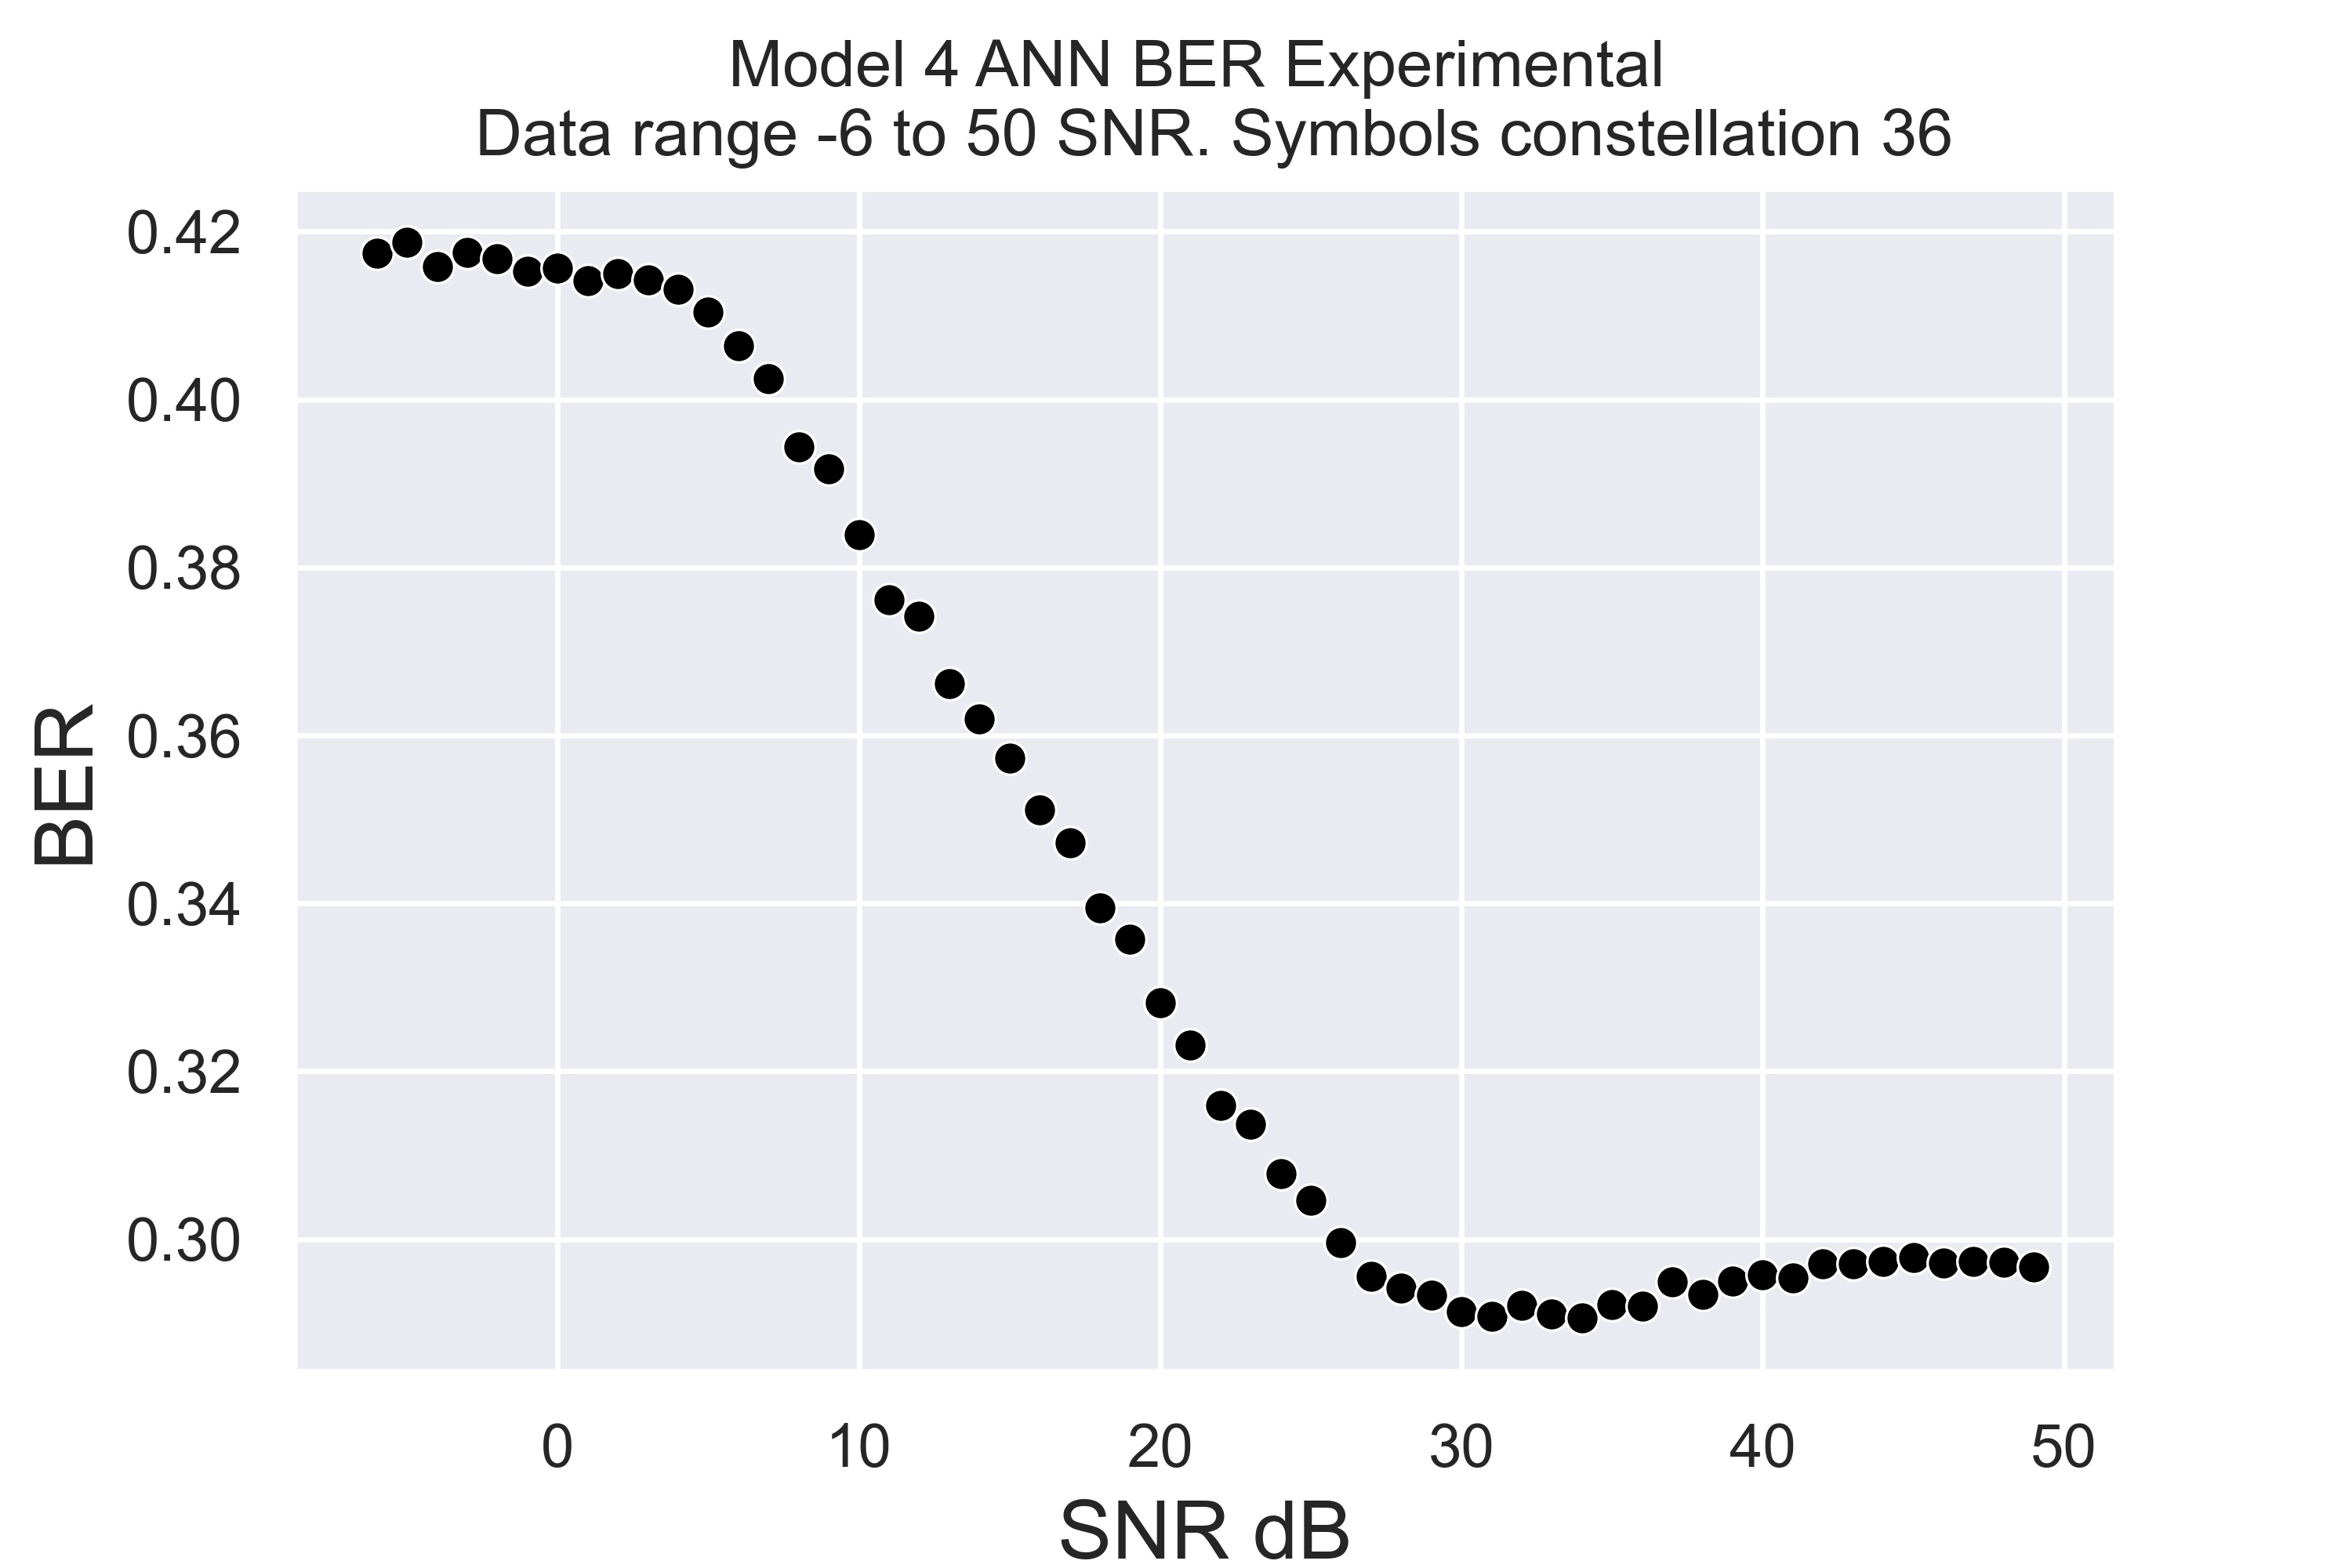 Model 4 ANN BER Experimental
Data range -6 to 50 SNR. Symbols constellation 36
0.42
0.40
0.38
0.36
0.34
0.32
0.30
BER
0 10 20 30 40 50
SNR dB